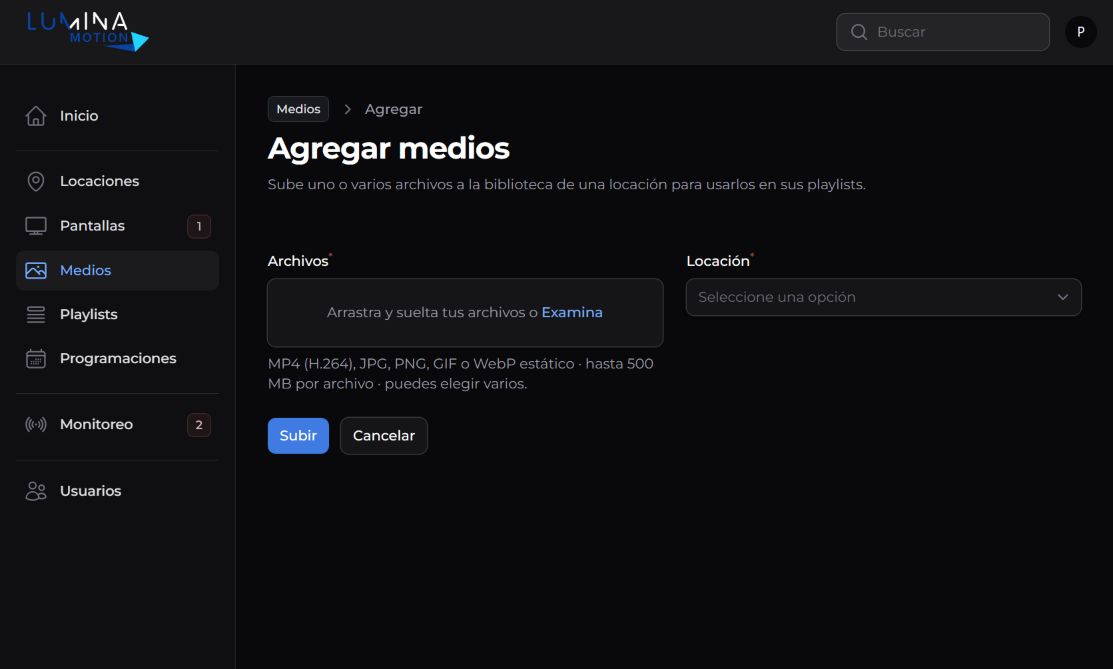 LUMINA
MOTION
Buscar
P
Inicio
Locaciones
Pantallas
1
Medios
Playlists
Programaciones
Monitoreo
2
Usuarios
Medios
Agregar
Agregar medios
Sube uno o varios archivos a la biblioteca de una locación para usarlos en sus playlists.
Archivos*
Arrastra y suelta tus archivos o Examina
MP4 (H.264), JPG, PNG, GIF o WebP estático · hasta 500
MB por archivo · puedes elegir varios.
Locación*
Seleccione una opción
Subir
Cancelar